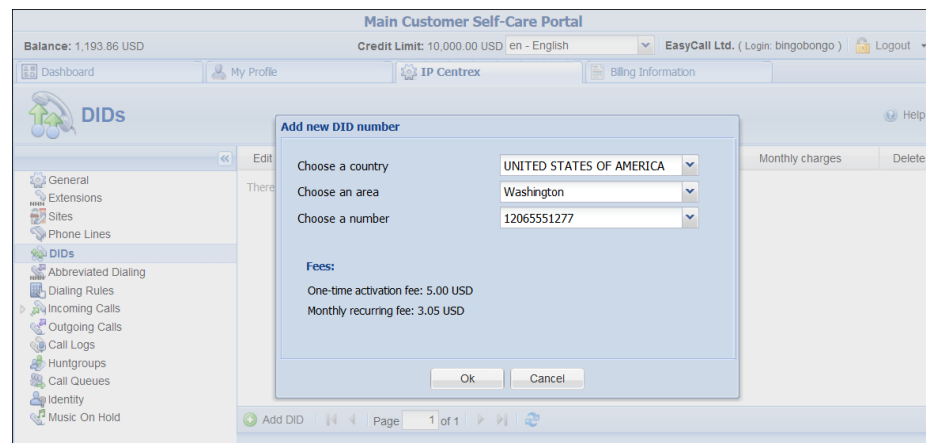 Main Customer Self-Care Portal
Balance: 1,193.86 USD Credit Limit: 10,000.00 USD en - English EasyCall Ltd. ( Login: bingobongo ) Logout
Dashboard My Profile IP Centrex Billing Information
DIDs Help
Add new DID number
Edit Monthly charges Delete
There
Choose a country UNITED STATES OF AMERICA
Choose an area Washington
Choose a number 12065551277
Fees:
One-time activation fee: 5.00 USD
Monthly recurring fee: 3.05 USD
Ok Cancel
General
Extensions
Sites
Phone Lines
DIDs
Abbreviated Dialing
Dialing Rules
Incoming Calls
Outgoing Calls
Call Logs
Huntgroups
Call Queues
Identity
Music On Hold
Add DID Page 1 of 1